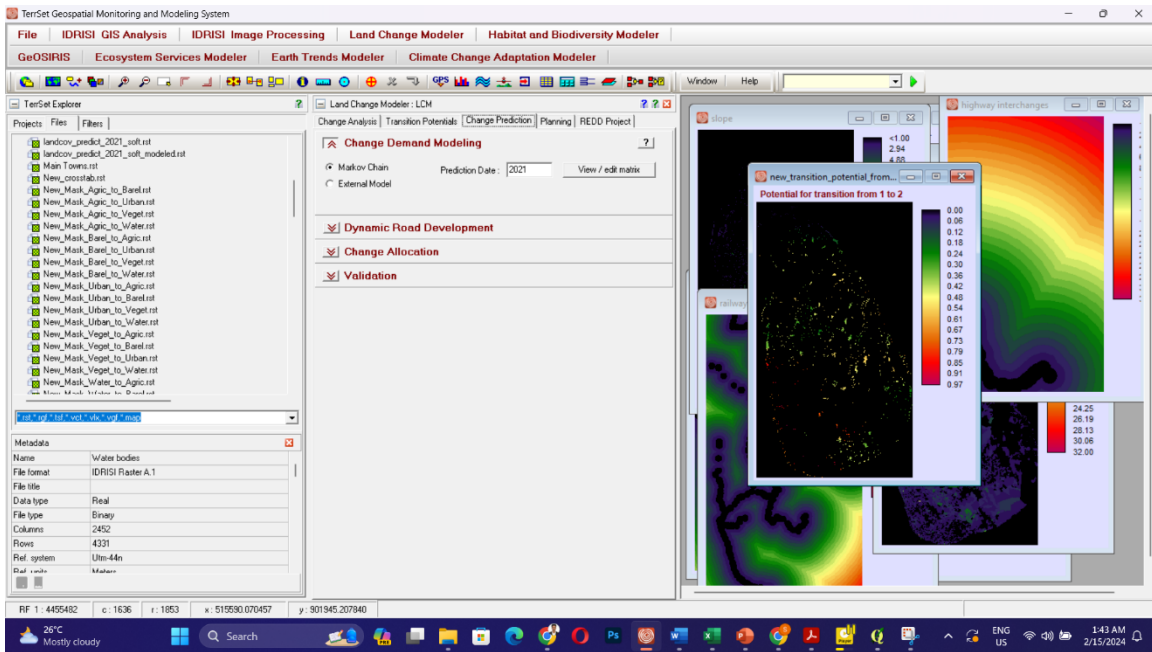 TerrSet Geospatial Monitoring and Modeling System
File IDRISI GIS Analysis IDRISI Image Processing Land Change Modeler Habitat and Biodiversity Modeler
GeOSIRIS Ecosystem Services Modeler Earth Trends Modeler Climate Change Adaptation Modeler
GPS Window Help
TerrSet Explorer ?
Projects Files Filters
landcov_predict_2021_soft.rst
landcov_predict_2021_soft_modeled.rst
Main Towns.rst
New_crosstab.rst
New_Mask_Agric_to_Barel.rst
New_Mask_Agric_to_Urban.rst
New_Mask_Agric_to_Veget.rst
New_Mask_Agric_to_Water.rst
New_Mask_Barel_to_Agric.rst
New_Mask_Barel_to_Urban.rst
New_Mask_Barel_to_Veget.rst
New_Mask_Barel_to_Water.rst
New_Mask_Urban_to_Agric.rst
New_Mask_Urban_to_Barel.rst
New_Mask_Urban_to_Veget.rst
New_Mask_Urban_to_Water.rst
New_Mask_Veget_to_Agric.rst
New_Mask_Veget_to_Barel.rst
New_Mask_Veget_to_Urban.rst
New_Mask_Veget_to_Water.rst
New_Mask_Water_to_Agric.rst
New_Mask_Water_to_Barel.rst
*.rst,*.rgf,*.tsf,*.vct,*.vlx,*.vgf,*.map
Metadata
Name Water bodies
File format IDRISI Raster A.1
File title
Data type Real
File type Binary
Columns 2452
Rows 4331
Ref. system Utm-44n
Ref. units Meters
Land Change Modeler : LCM ? ?
Change Analysis Transition Potentials Change Prediction Planning REDD Project
Change Demand Modeling ?
Markov Chain Prediction Date : 2021 View / edit matrix
External Model
Dynamic Road Development
Change Allocation
Validation
slope
<1.00
2.94
4.88
highway interchanges
new_transition_potential_from...
Potential for transition from 1 to 2
0.00
0.06
0.12
0.18
0.24
0.30
0.36
0.42
0.48
0.54
0.61
0.67
0.73
0.79
0.85
0.91
0.97
railway
24.25
26.19
28.13
30.06
32.00
RF 1 : 4455482 c : 1636 r : 1853 x : 515590.070457 y : 901945.207840
26°C
Mostly cloudy
Search
PRE
Ps
ENG
US
1:43 AM
2/15/2024